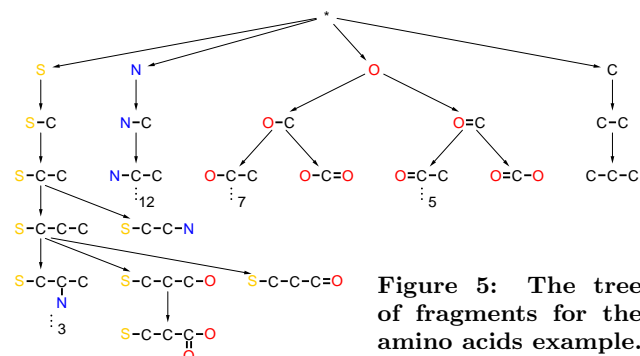 *
S N O C
S-C N-C O-C O=C C-C
S-C-C N-C-C O-C-C O-C=O O=C-C O=C-O C-C-C
⋮12 ⋮7 ⋮5
S-C-C-C S-C-C-N
S-C-C-C S-C-C-O S-C-C-C=O
N
⋮3
S-C-C-O
O
Figure 5: The tree
of fragments for the
amino acids example.